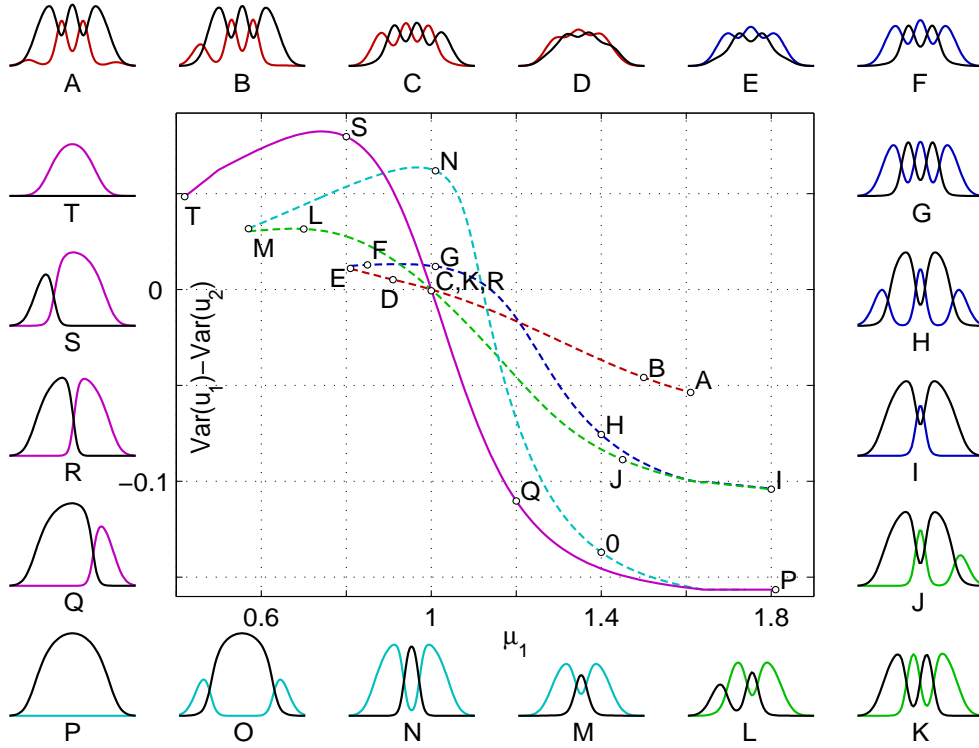 A B C D E F
T
S
R
Q
G
H
I
J
S
N
T
L
M
F
G
E
C,K,R
D
B
A
H
J
I
Q
0
P
0
−0.1
Var(u₁)−Var(u₂)
0.6 1 1.4 1.8
μ₁
P O N M L K